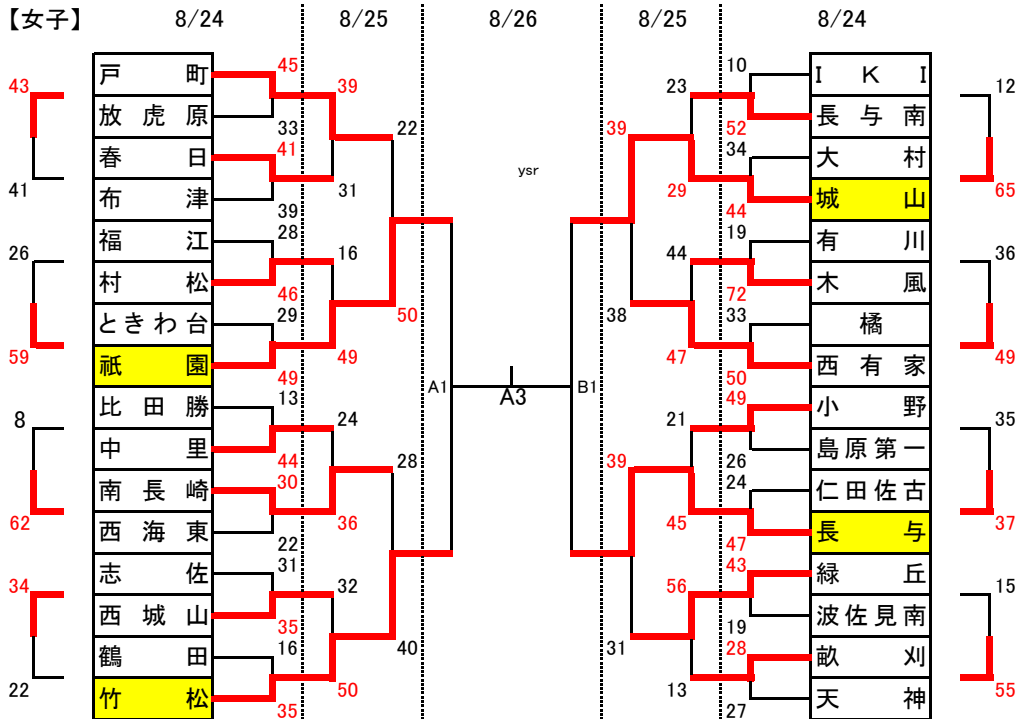 【女子】 8/24 8/25 8/26 8/25 8/24
43 戸町 45 39 10 IKI 12
放虎原 33 22 23 52 長与南
春日 41 39 34 大村
41 布津 39 31 ysr 29 44 城山 65
26 福江 28 16 44 19 有川 36
村松 46 72 木風
ときわ台 29 50 38 33 橘
59 祇園 49 49 47 50 西有家 49
A1 A3 B1
8 比田勝 13 24 21 49 小野 35
中里 44 28 39 26 島原第一
南長崎 30 24 仁田佐古
62 西海東 22 36 45 47 長与 37
34 志佐 31 32 56 43 緑丘 15
西城山 35 19 波佐見南
鶴田 16 40 31 28 畝刈
22 竹松 35 50 13 27 天神 55